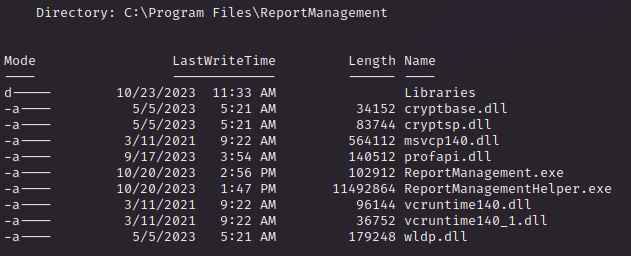 Directory: C:\Program Files\ReportManagement
Mode LastWriteTime Length Name
---- ------------- ------ ----
d----- 10/23/2023 11:33 AM Libraries
-a---- 5/5/2023 5:21 AM 34152 cryptbase.dll
-a---- 5/5/2023 5:21 AM 83744 cryptsp.dll
-a---- 3/11/2021 9:22 AM 564112 msvcp140.dll
-a---- 9/17/2023 3:54 AM 140512 profapi.dll
-a---- 10/20/2023 2:56 PM 102912 ReportManagement.exe
-a---- 10/20/2023 1:47 PM 11492864 ReportManagementHelper.exe
-a---- 3/11/2021 9:22 AM 96144 vcruntime140.dll
-a---- 3/11/2021 9:22 AM 36752 vcruntime140_1.dll
-a---- 5/5/2023 5:21 AM 179248 wldp.dll